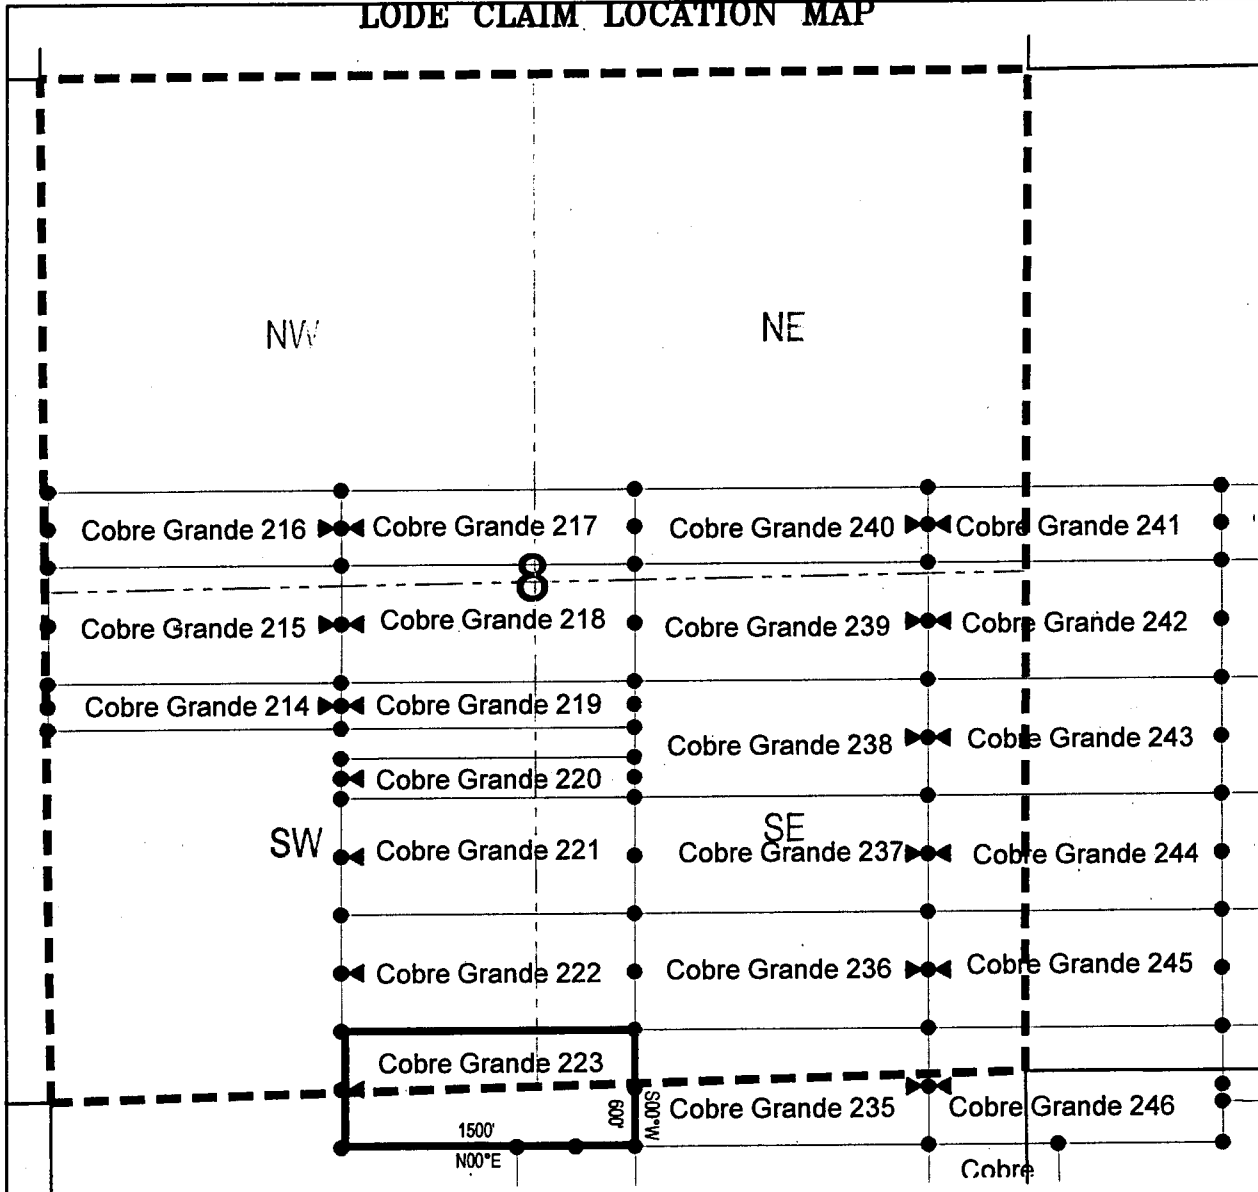 LODE CLAIM LOCATION MAP
NW
NE
Cobre Grande 216
Cobre Grande 217
Cobre Grande 240
Cobre Grande 241
8
Cobre Grande 215
Cobre Grande 218
Cobre Grande 239
Cobre Grande 242
Cobre Grande 214
Cobre Grande 219
Cobre Grande 238
Cobre Grande 243
Cobre Grande 220
SW
SE
Cobre Grande 221
Cobre Grande 237
Cobre Grande 244
Cobre Grande 222
Cobre Grande 236
Cobre Grande 245
Cobre Grande 223
Cobre Grande 235
Cobre Grande 246
600'
S00°W
1500'
N00°E
Cobre